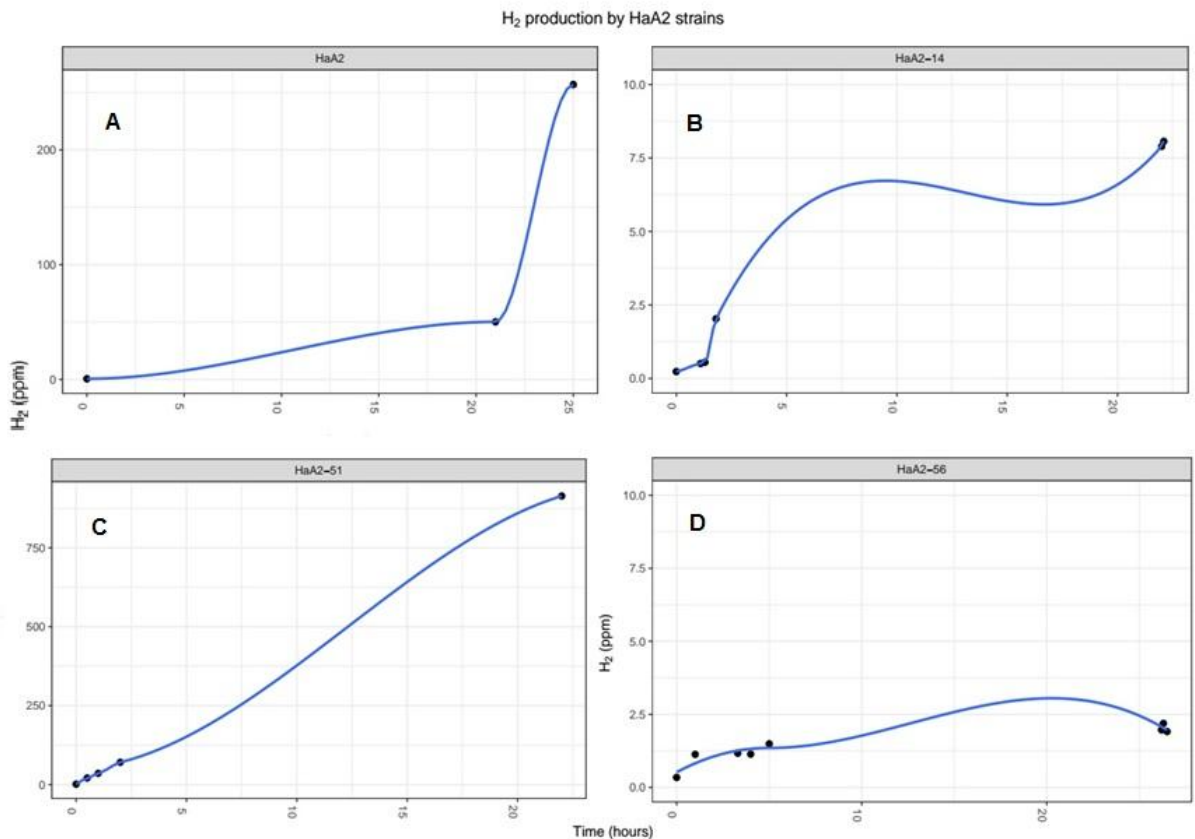 H2 production by HaA2 strains
HaA2
HaA2-14
A
B
200
100
0
10.0
7.5
5.0
2.5
0.0
H2 (ppm)
0 5 10 15 20 25
0 5 10 15 20
HaA2-51
HaA2-56
C
D
750
500
250
0
10.0
7.5
5.0
2.5
0.0
H2 (ppm)
0 5 10 15 20
0 10 20
Time (hours)